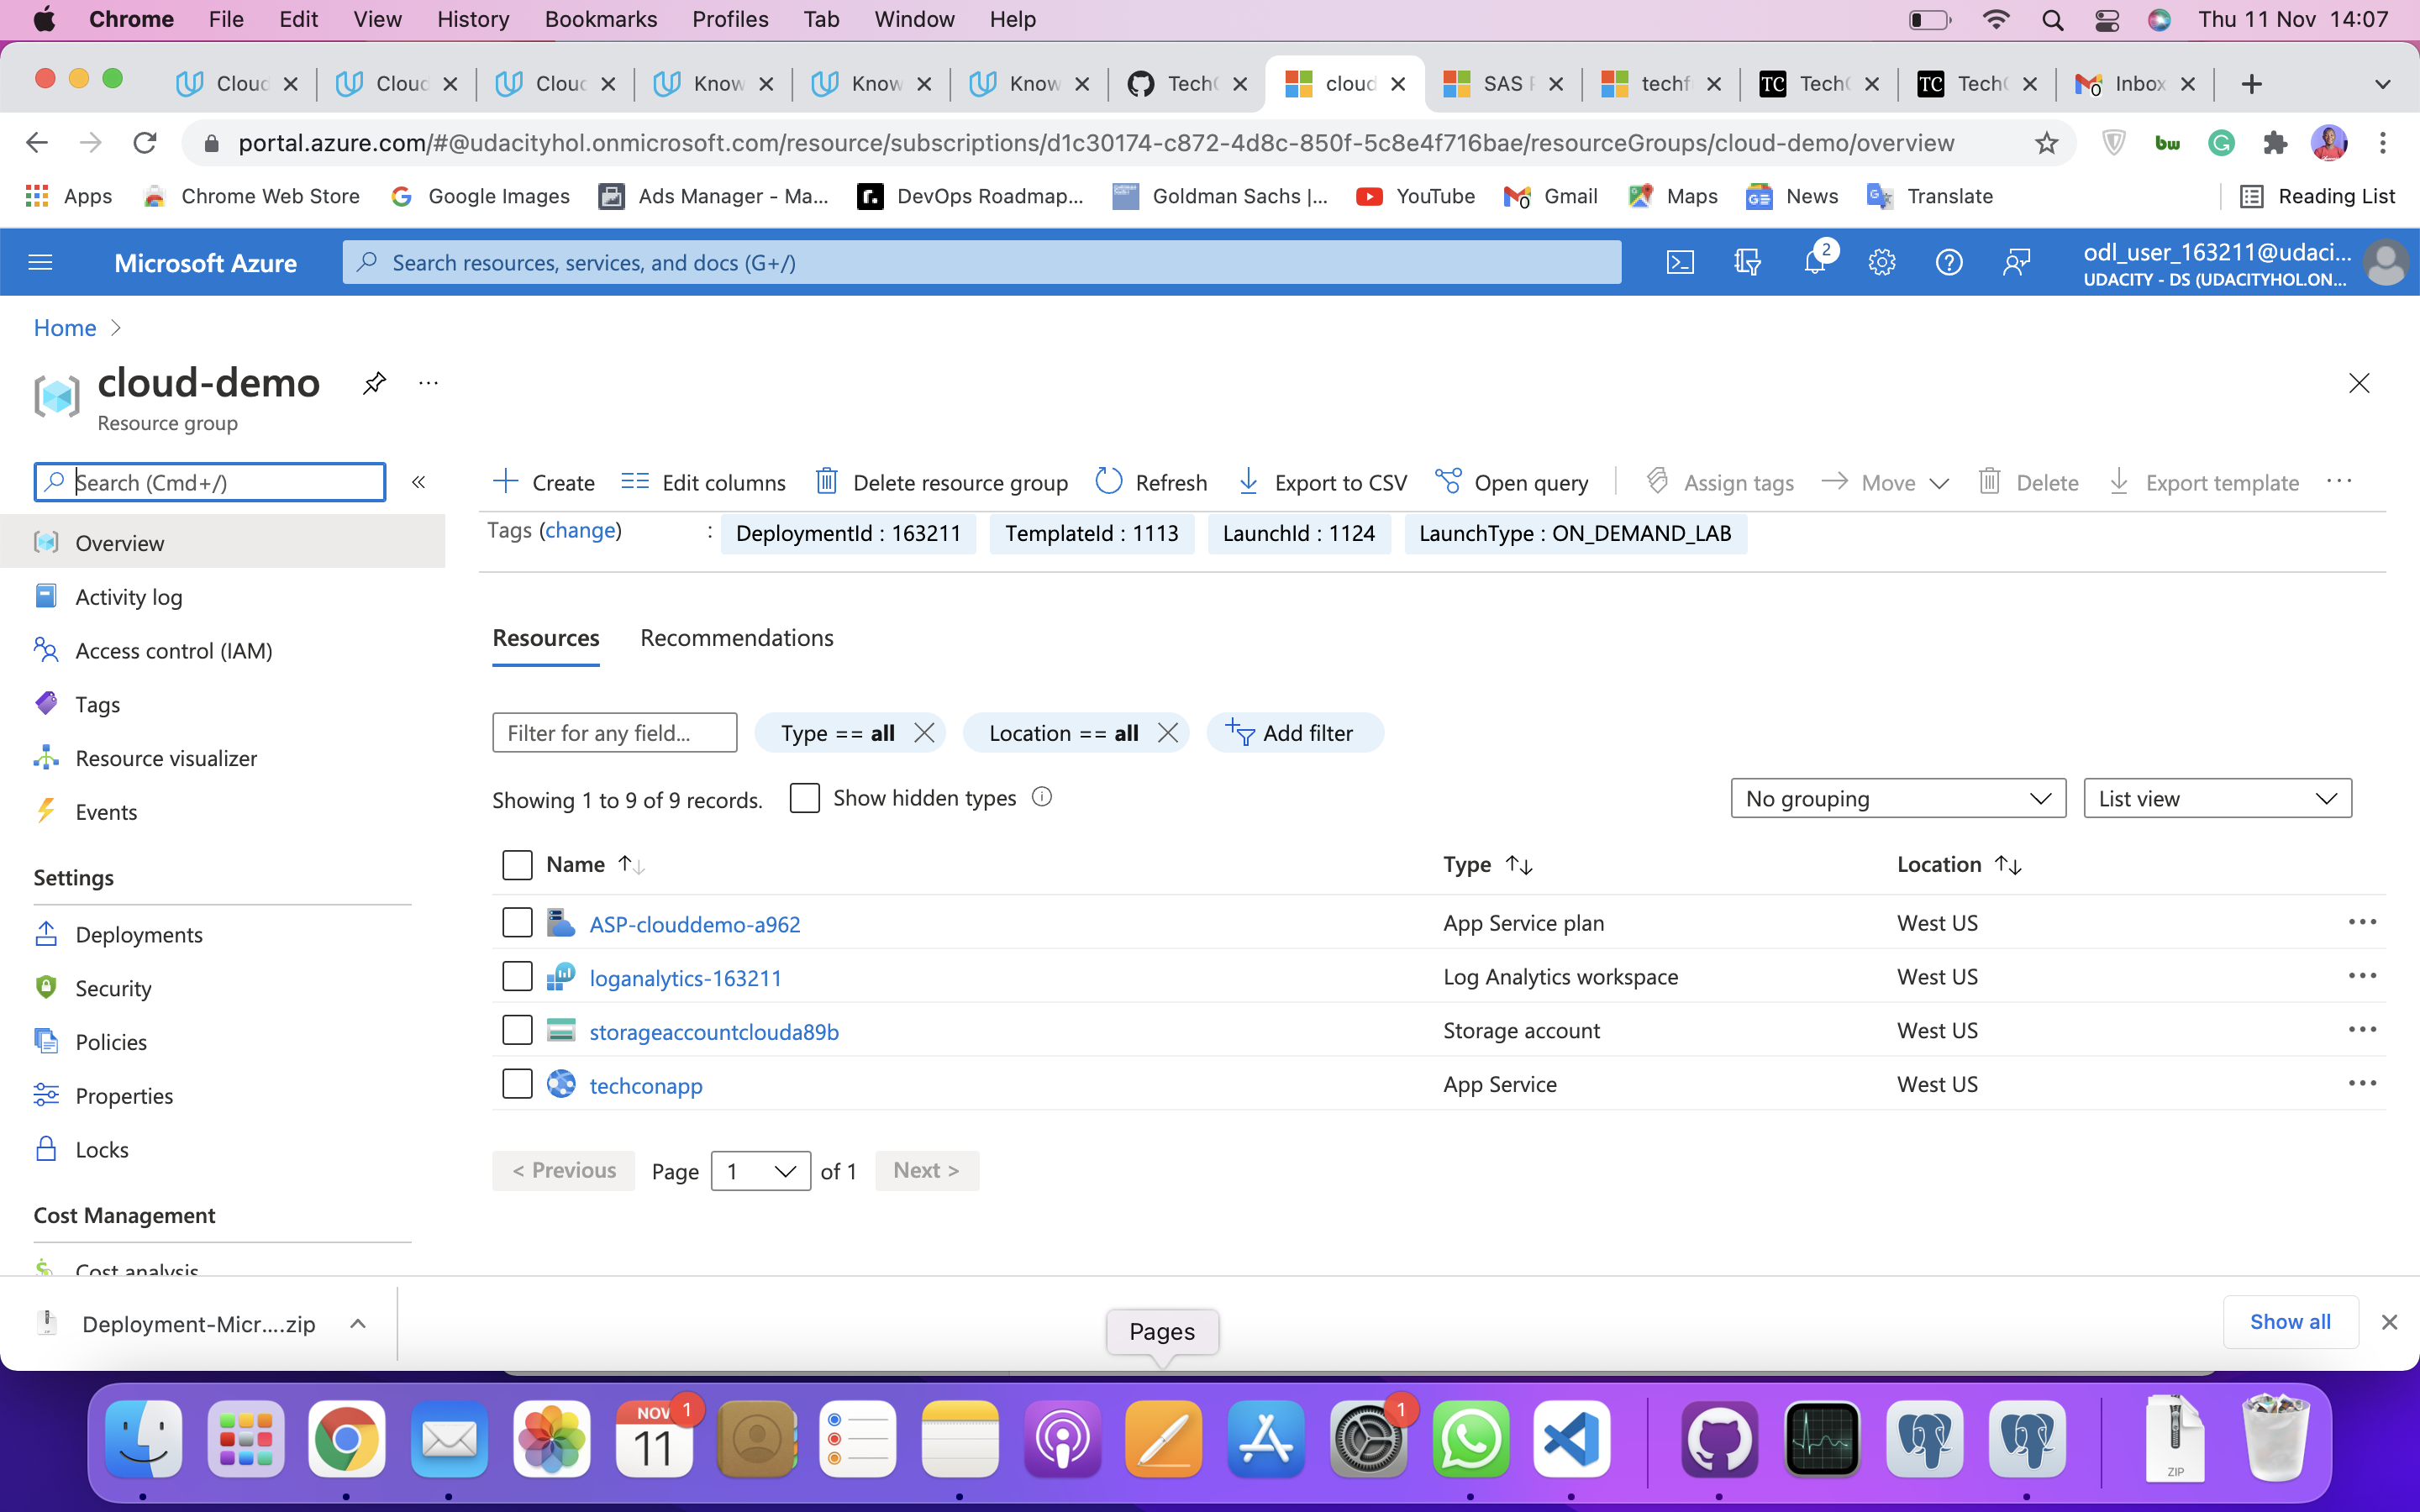 Chrome File Edit View History Bookmarks Profiles Tab Window Help Thu 11 Nov 14:07
Cloud Cloud Cloud Know Know Know Tech cloud SAS techf Tech Tech Inbox
portal.azure.com/#@udacityhol.onmicrosoft.com/resource/subscriptions/d1c30174-c872-4d8c-850f-5c8e4f716bae/resourceGroups/cloud-demo/overview
Apps Chrome Web Store Google Images Ads Manager - Ma... DevOps Roadmap... Goldman Sachs |... YouTube Gmail Maps News Translate Reading List
Microsoft Azure Search resources, services, and docs (G+/) 2 odl_user_163211@udaci...
UDACITY - DS (UDACITYHOL.ON...
Home >
cloud-demo ...
Resource group
Search (Cmd+/) « Create Edit columns Delete resource group Refresh Export to CSV Open query Assign tags Move Delete Export template ...
Tags (change) : DeploymentId : 163211 TemplateId : 1113 LaunchId : 1124 LaunchType : ON_DEMAND_LAB
Overview
Activity log
Access control (IAM)
Tags
Resource visualizer
Events
Settings
Deployments
Security
Policies
Properties
Locks
Cost Management
Cost analysis
Resources Recommendations
Filter for any field... Type == all Location == all Add filter
Showing 1 to 9 of 9 records. Show hidden types No grouping List view
Name Type Location
ASP-clouddemo-a962 App Service plan West US
loganalytics-163211 Log Analytics workspace West US
storageaccountclouda89b Storage account West US
techconapp App Service West US
< Previous Page 1 of 1 Next >
Deployment-Micr....zip Show all
Pages
NOV 1
11
1
ZIP